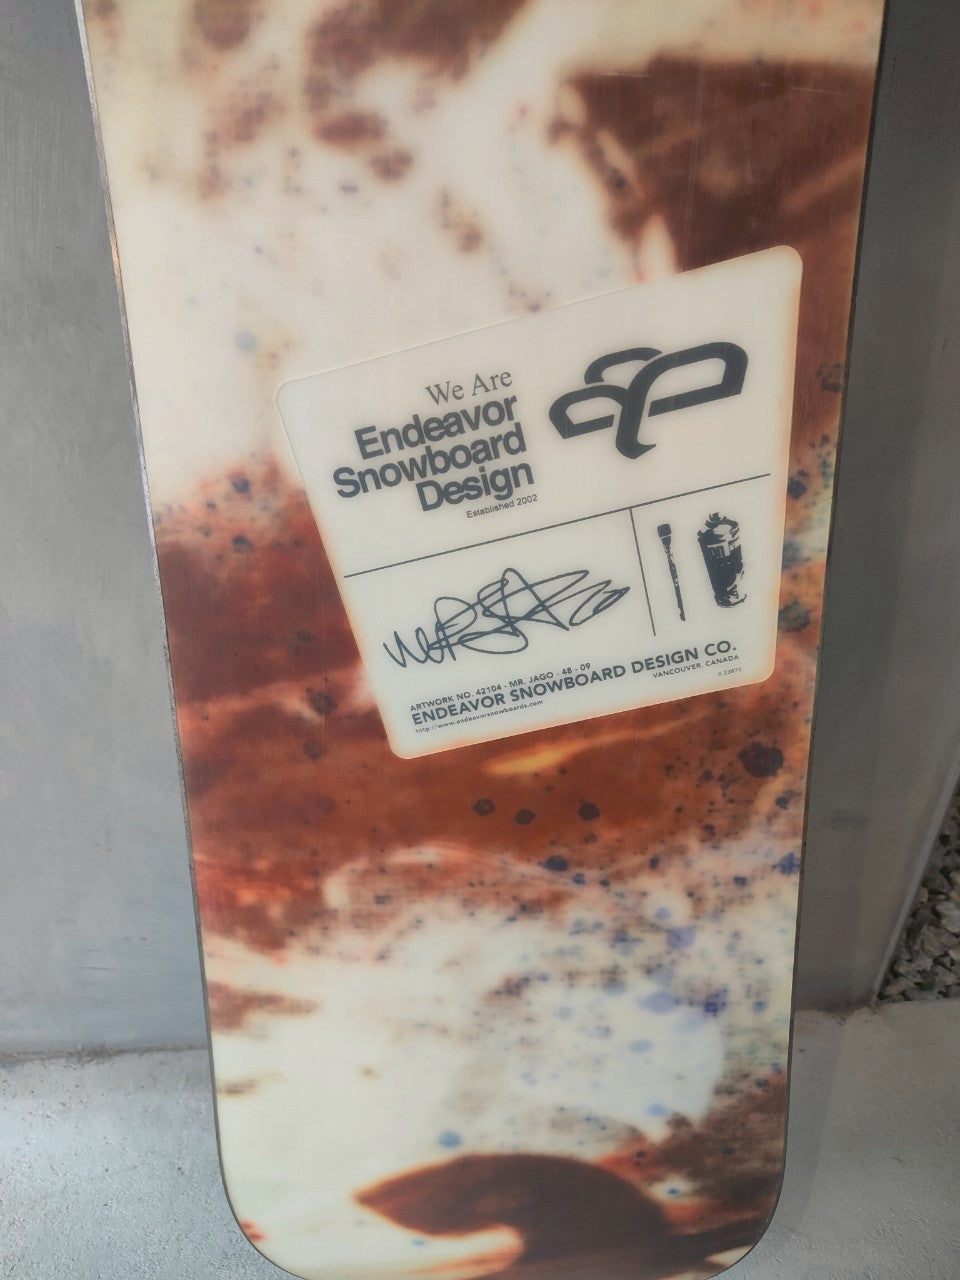 We Are
Endeavor
Snowboard
Design
Established 2002
ARTWORK NO. 42104 - MR. JAGO - 48 - 09
ENDEAVOR SNOWBOARD DESIGN CO.
http://www.endeavorsnowboards.com
VANCOUVER, CANADA